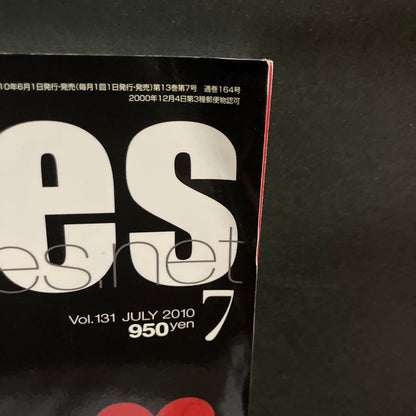 10年6月1日発行・発売(毎月1回1日発行・発売)第13巻第7号 通巻164号
2000年12月4日第3種郵便物認可
es
es.net
Vol.131 JULY 2010
950yen
7